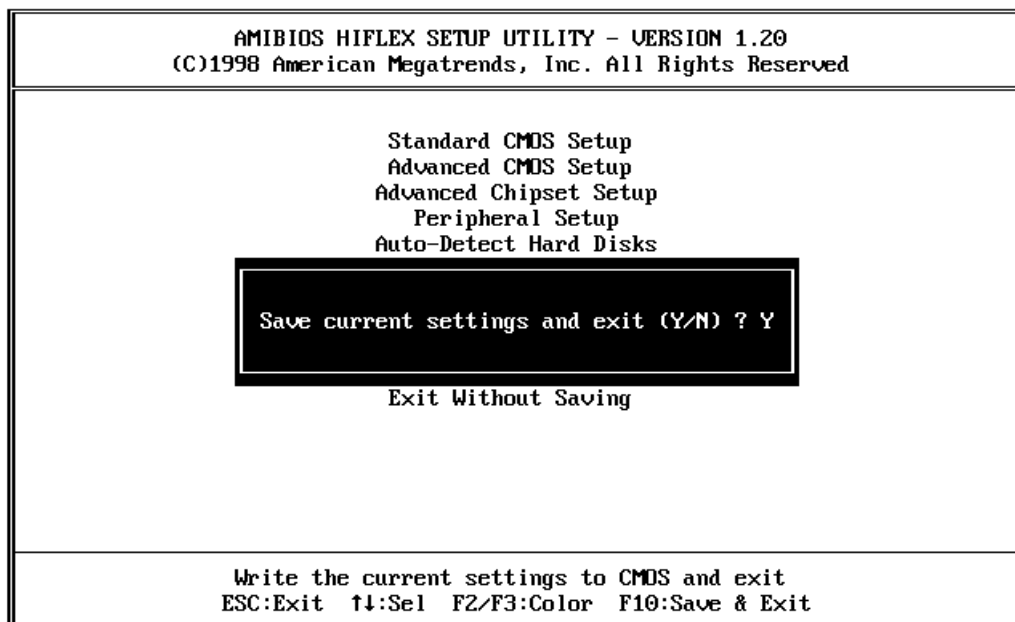 AMIBIOS HIFLEX SETUP UTILITY - VERSION 1.20
(C)1998 American Megatrends, Inc. All Rights Reserved
Standard CMOS Setup
Advanced CMOS Setup
Advanced Chipset Setup
Peripheral Setup
Auto-Detect Hard Disks
Save current settings and exit (Y/N) ? Y
Exit Without Saving
Write the current settings to CMOS and exit
ESC:Exit ↑↓:Sel F2/F3:Color F10:Save & Exit